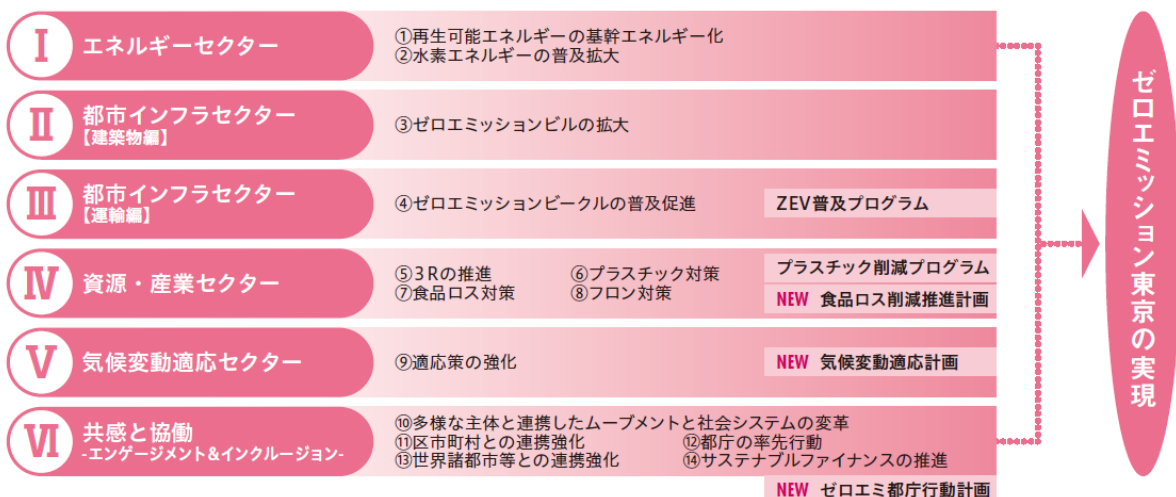 I
エネルギーセクター
①再生可能エネルギーの基幹エネルギー化
②水素エネルギーの普及拡大
II
都市インフラセクター
【建築物編】
③ゼロエミッションビルの拡大
III
都市インフラセクター
【運輸編】
④ゼロエミッションビークルの普及促進
ZEV普及プログラム
IV
資源・産業セクター
⑤3Rの推進 ⑥プラスチック対策
⑦食品ロス対策 ⑧フロン対策
プラスチック削減プログラム
NEW 食品ロス削減推進計画
V
気候変動適応セクター
⑨適応策の強化
NEW 気候変動適応計画
VI
共感と協働
-エンゲージメント&インクルージョン-
⑩多様な主体と連携したムーブメントと社会システムの変革
⑪区市町村との連携強化 ⑫都庁の率先行動
⑬世界諸都市等との連携強化 ⑭サステナブルファイナンスの推進
NEW ゼロエミ都庁行動計画
ゼロエミッション東京の実現